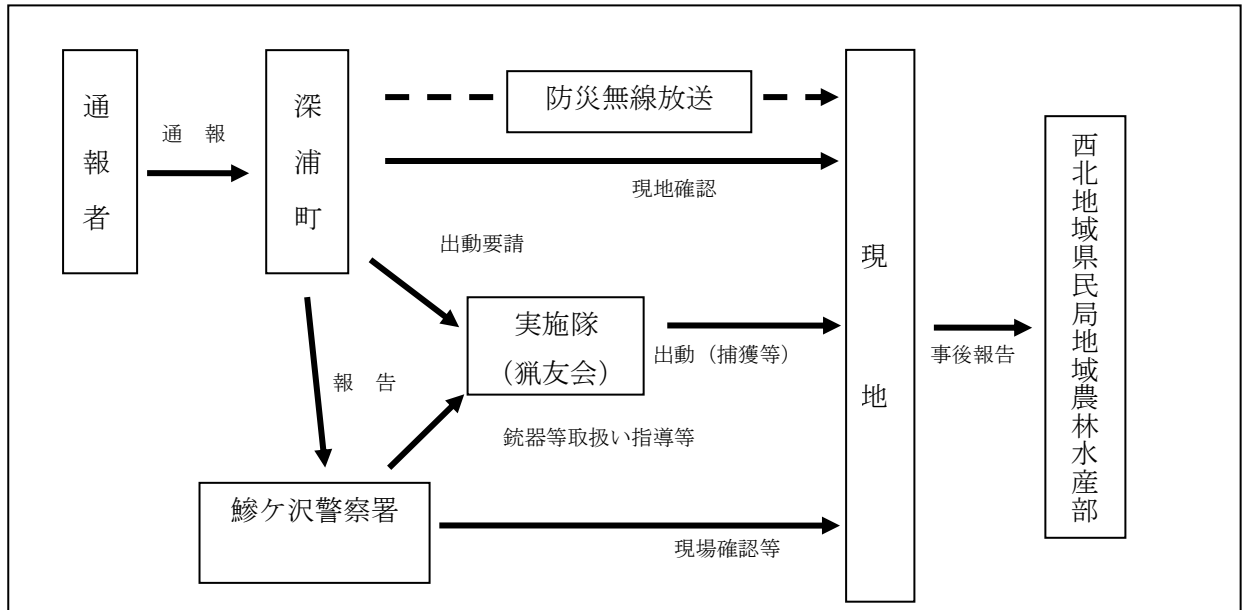 通報者
通　報
深浦町
防災無線放送
現地確認
出動要請
実施隊
（猟友会）
出動（捕獲等）
報　告
銃器等取扱い指導等
鰺ケ沢警察署
現場確認等
現地
事後報告
西北地域県民局地域農林水産部